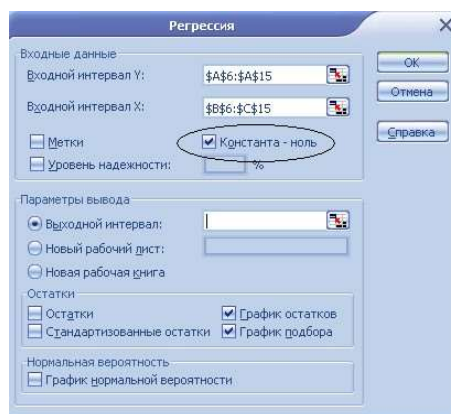 Регрессия
Входные данные
Входной интервал Y: $A$6:$A$15
Входной интервал X: $B$6:$C$15
Метки Константа - ноль
Уровень надежности: %
OK
Отмена
Справка
Параметры вывода
Выходной интервал:
Новый рабочий лист:
Новая рабочая книга
Остатки
Остатки График остатков
Стандартизованные остатки График подбора
Нормальная вероятность
График нормальной вероятности